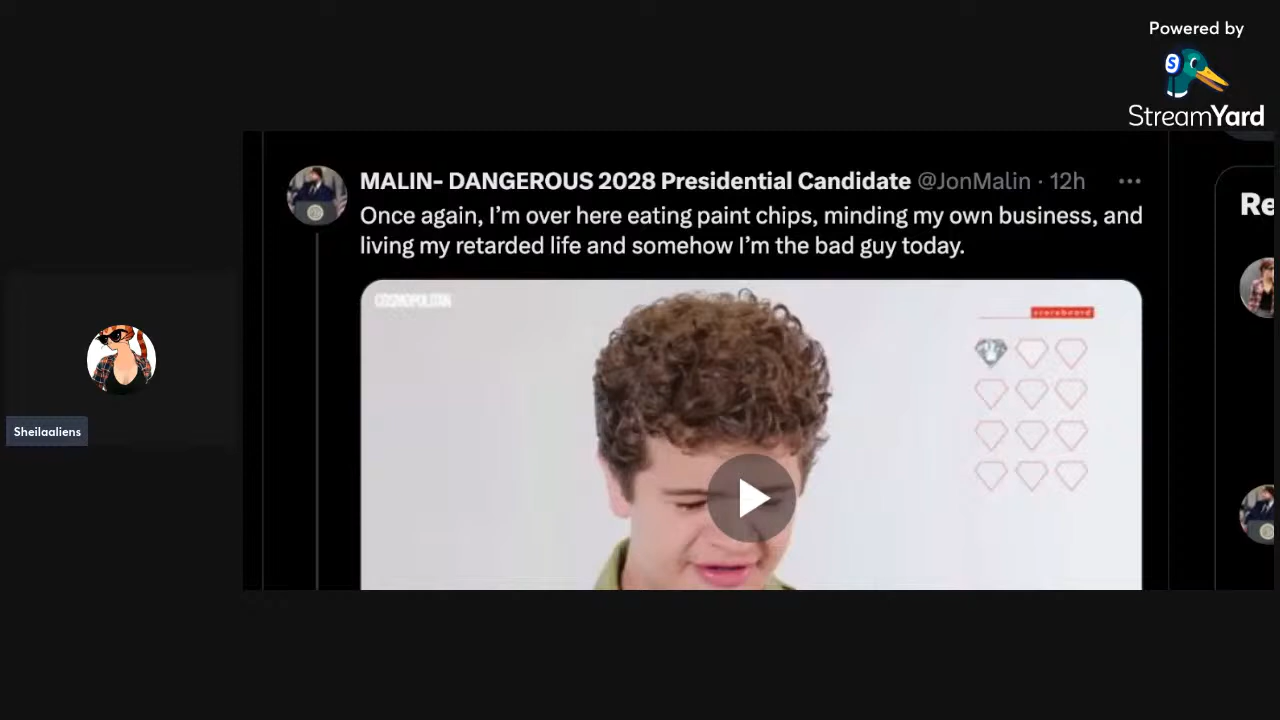 Powered by
StreamYard
MALIN- DANGEROUS 2028 Presidential Candidate @JonMalin · 12h
Once again, I’m over here eating paint chips, minding my own business, and
living my retarded life and somehow I’m the bad guy today.
Re
COSMOPOLITAN
scoreboard
Sheilaaliens